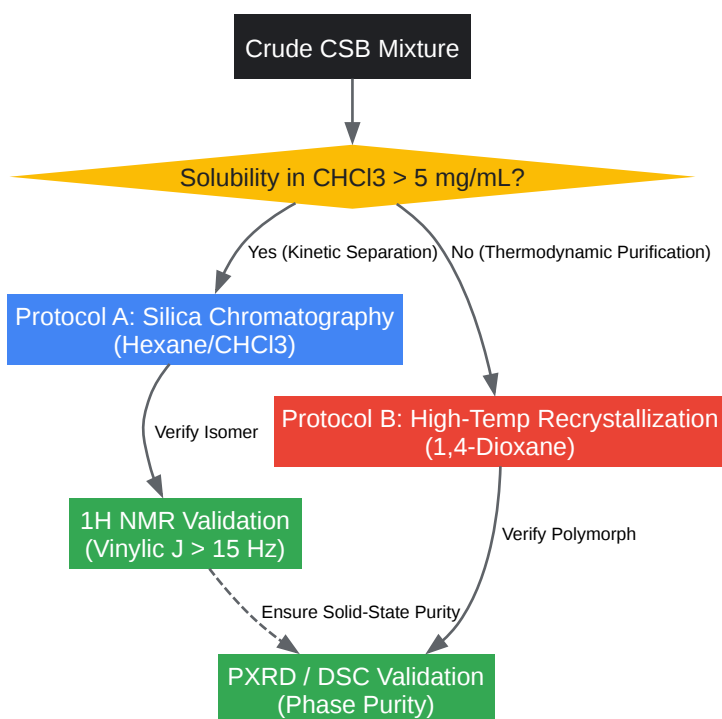 Crude CSB Mixture
Solubility in CHCl3 > 5 mg/mL?
Yes (Kinetic Separation)
No (Thermodynamic Purification)
Protocol A: Silica Chromatography
(Hexane/CHCl3)
Protocol B: High-Temp Recrystallization
(1,4-Dioxane)
Verify Isomer
1H NMR Validation
(Vinylic J > 15 Hz)
Verify Polymorph
Ensure Solid-State Purity
PXRD / DSC Validation
(Phase Purity)